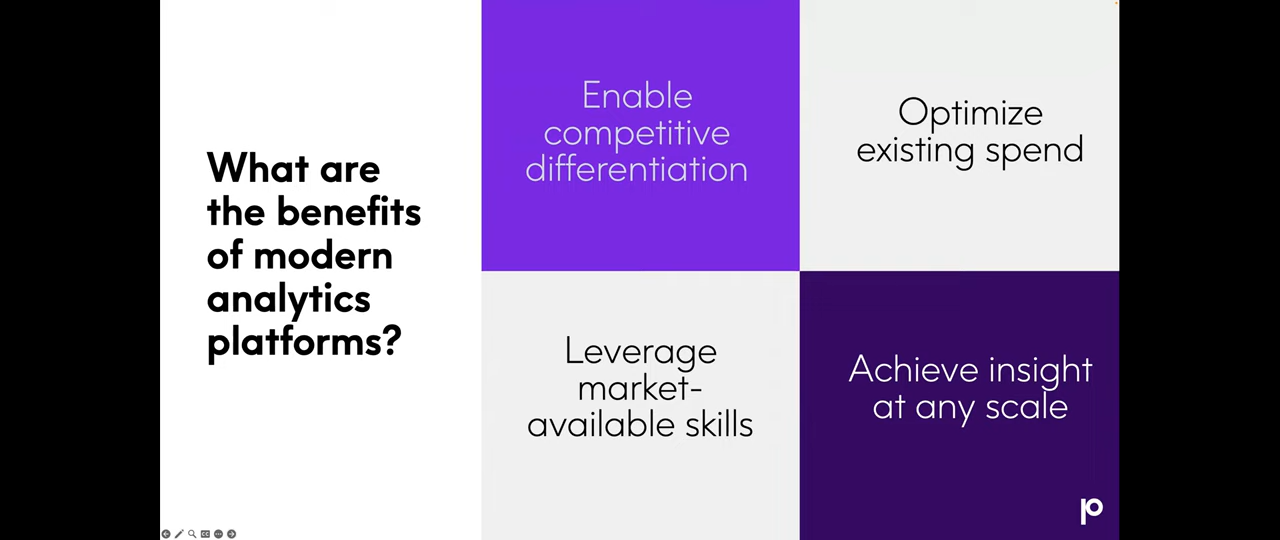 What are
the benefits
of modern
analytics
platforms?
Enable
competitive
differentiation
Optimize
existing spend
Leverage
market-
available skills
Achieve insight
at any scale
p